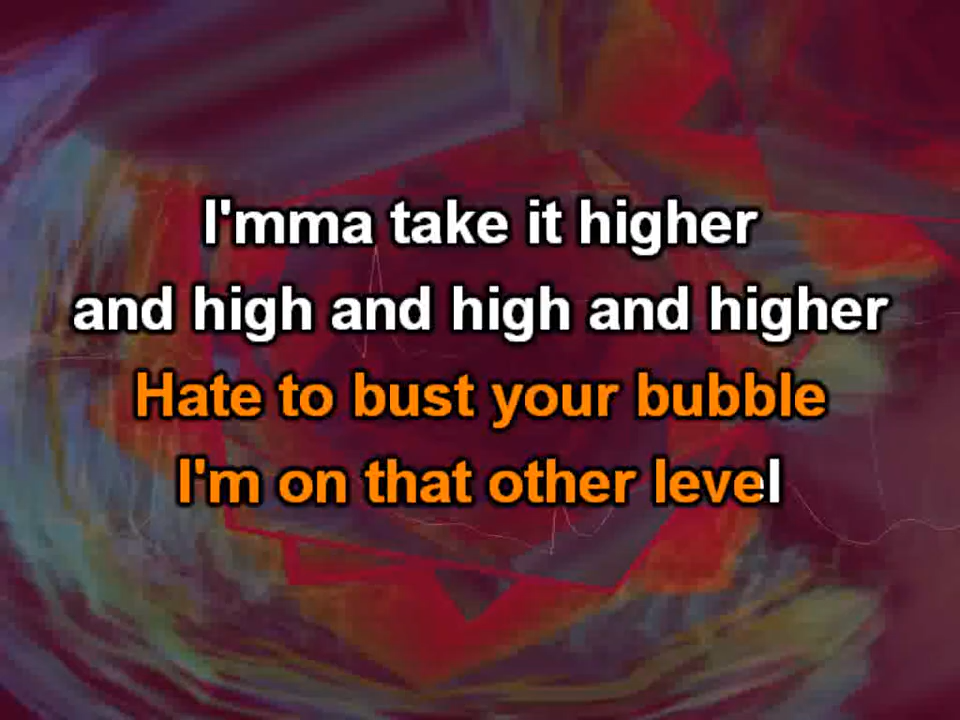 I'mma take it higher
and high and high and higher
Hate to bust your bubble
I'm on that other level